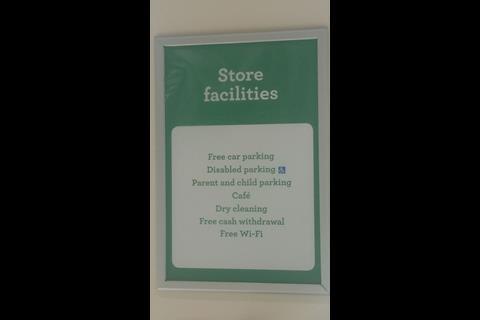 Store
facilities
Free car parking
Disabled parking
Parent and child parking
Café
Dry cleaning
Free cash withdrawal
Free Wi-Fi